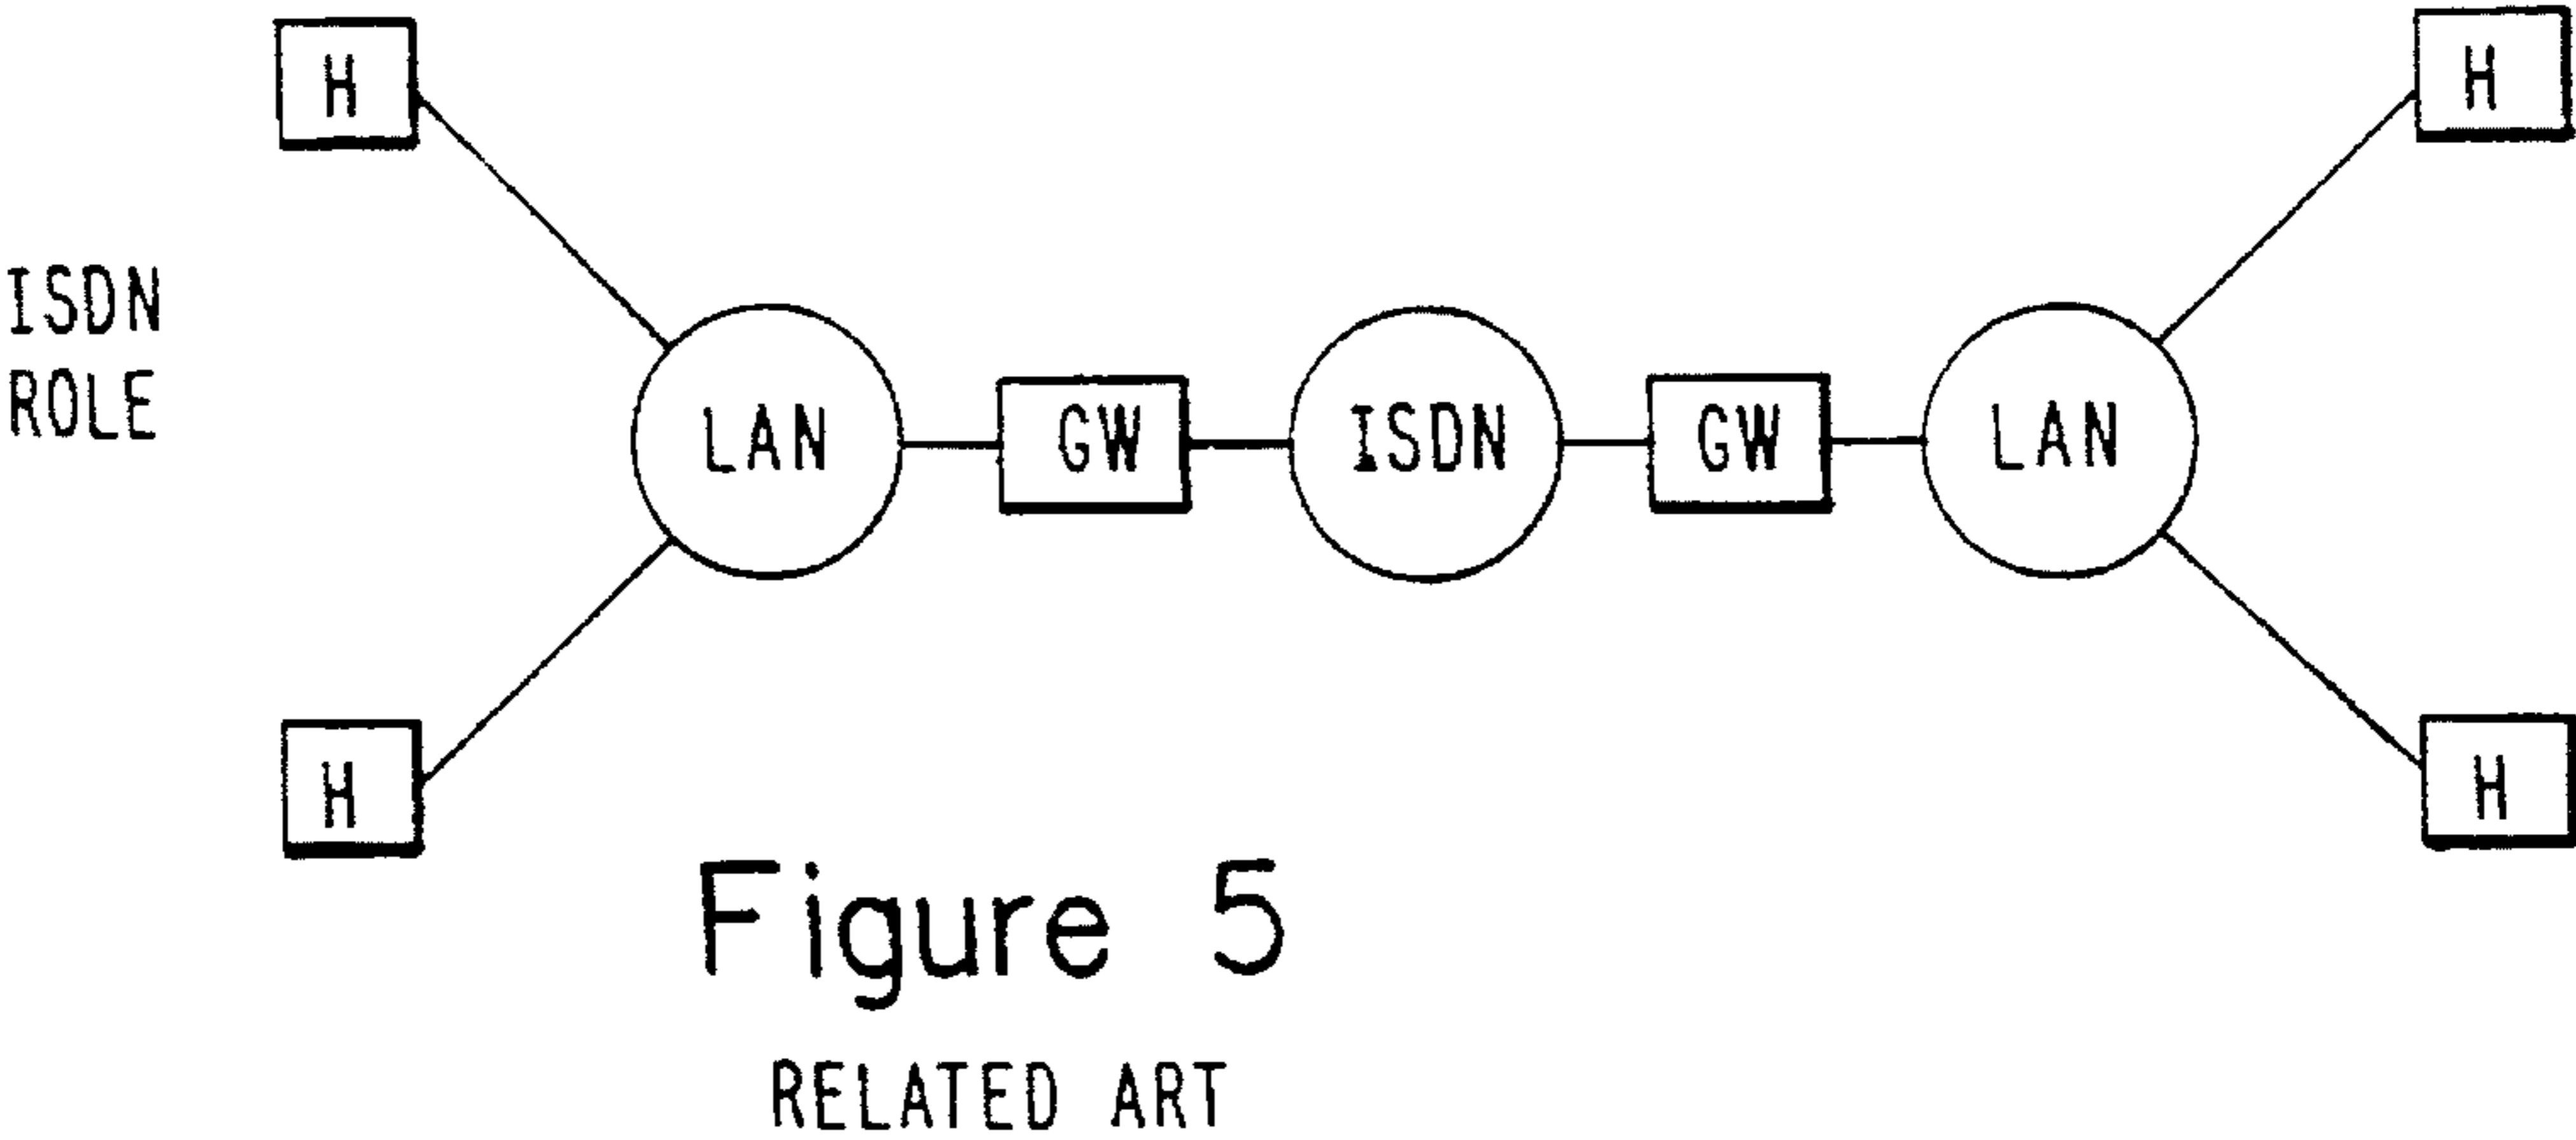 H
H
ISDN
ROLE
LAN
GW
ISDN
GW
LAN
H
H
Figure 5
RELATED ART